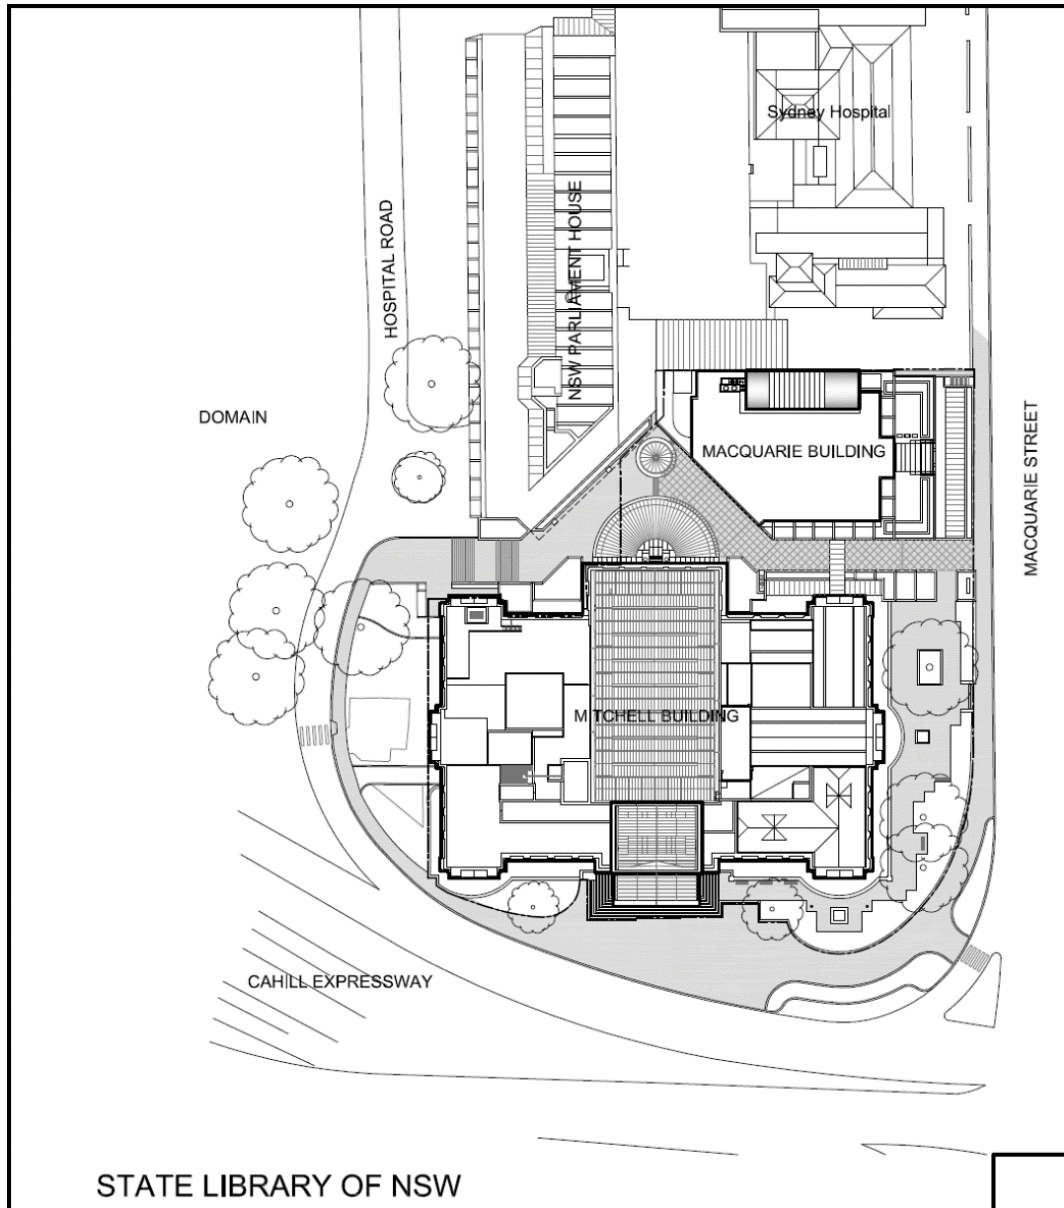 Sydney Hospital
HOSPITAL ROAD
NSW PARLIAMENT HOUSE
DOMAIN
MACQUARIE BUILDING
MACQUARIE STREET
MITCHELL BUILDING
CAHILL EXPRESSWAY
STATE LIBRARY OF NSW